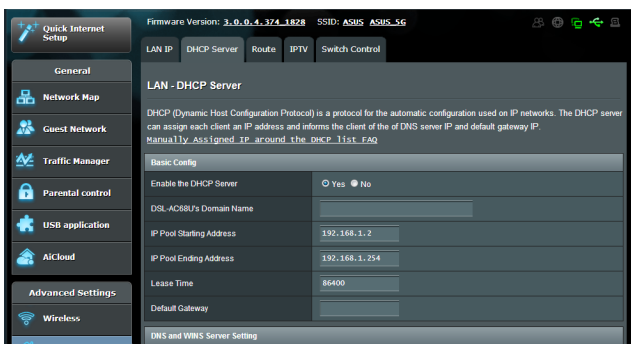 Quick Internet
Setup
Firmware Version: 3.0.0.4.374_1828 SSID: ASUS ASUS_5G
LAN IP DHCP Server Route IPTV Switch Control
General
Network Map
Guest Network
Traffic Manager
Parental control
USB application
AiCloud
Advanced Settings
Wireless
LAN - DHCP Server
DHCP (Dynamic Host Configuration Protocol) is a protocol for the automatic configuration used on IP networks. The DHCP server
can assign each client an IP address and informs the client of the of DNS server IP and default gateway IP.
Manually Assigned IP around the DHCP list FAQ
Basic Config
Enable the DHCP Server Yes No
DSL-AC68U's Domain Name
IP Pool Starting Address 192.168.1.2
IP Pool Ending Address 192.168.1.254
Lease Time 86400
Default Gateway
DNS and WINS Server Setting